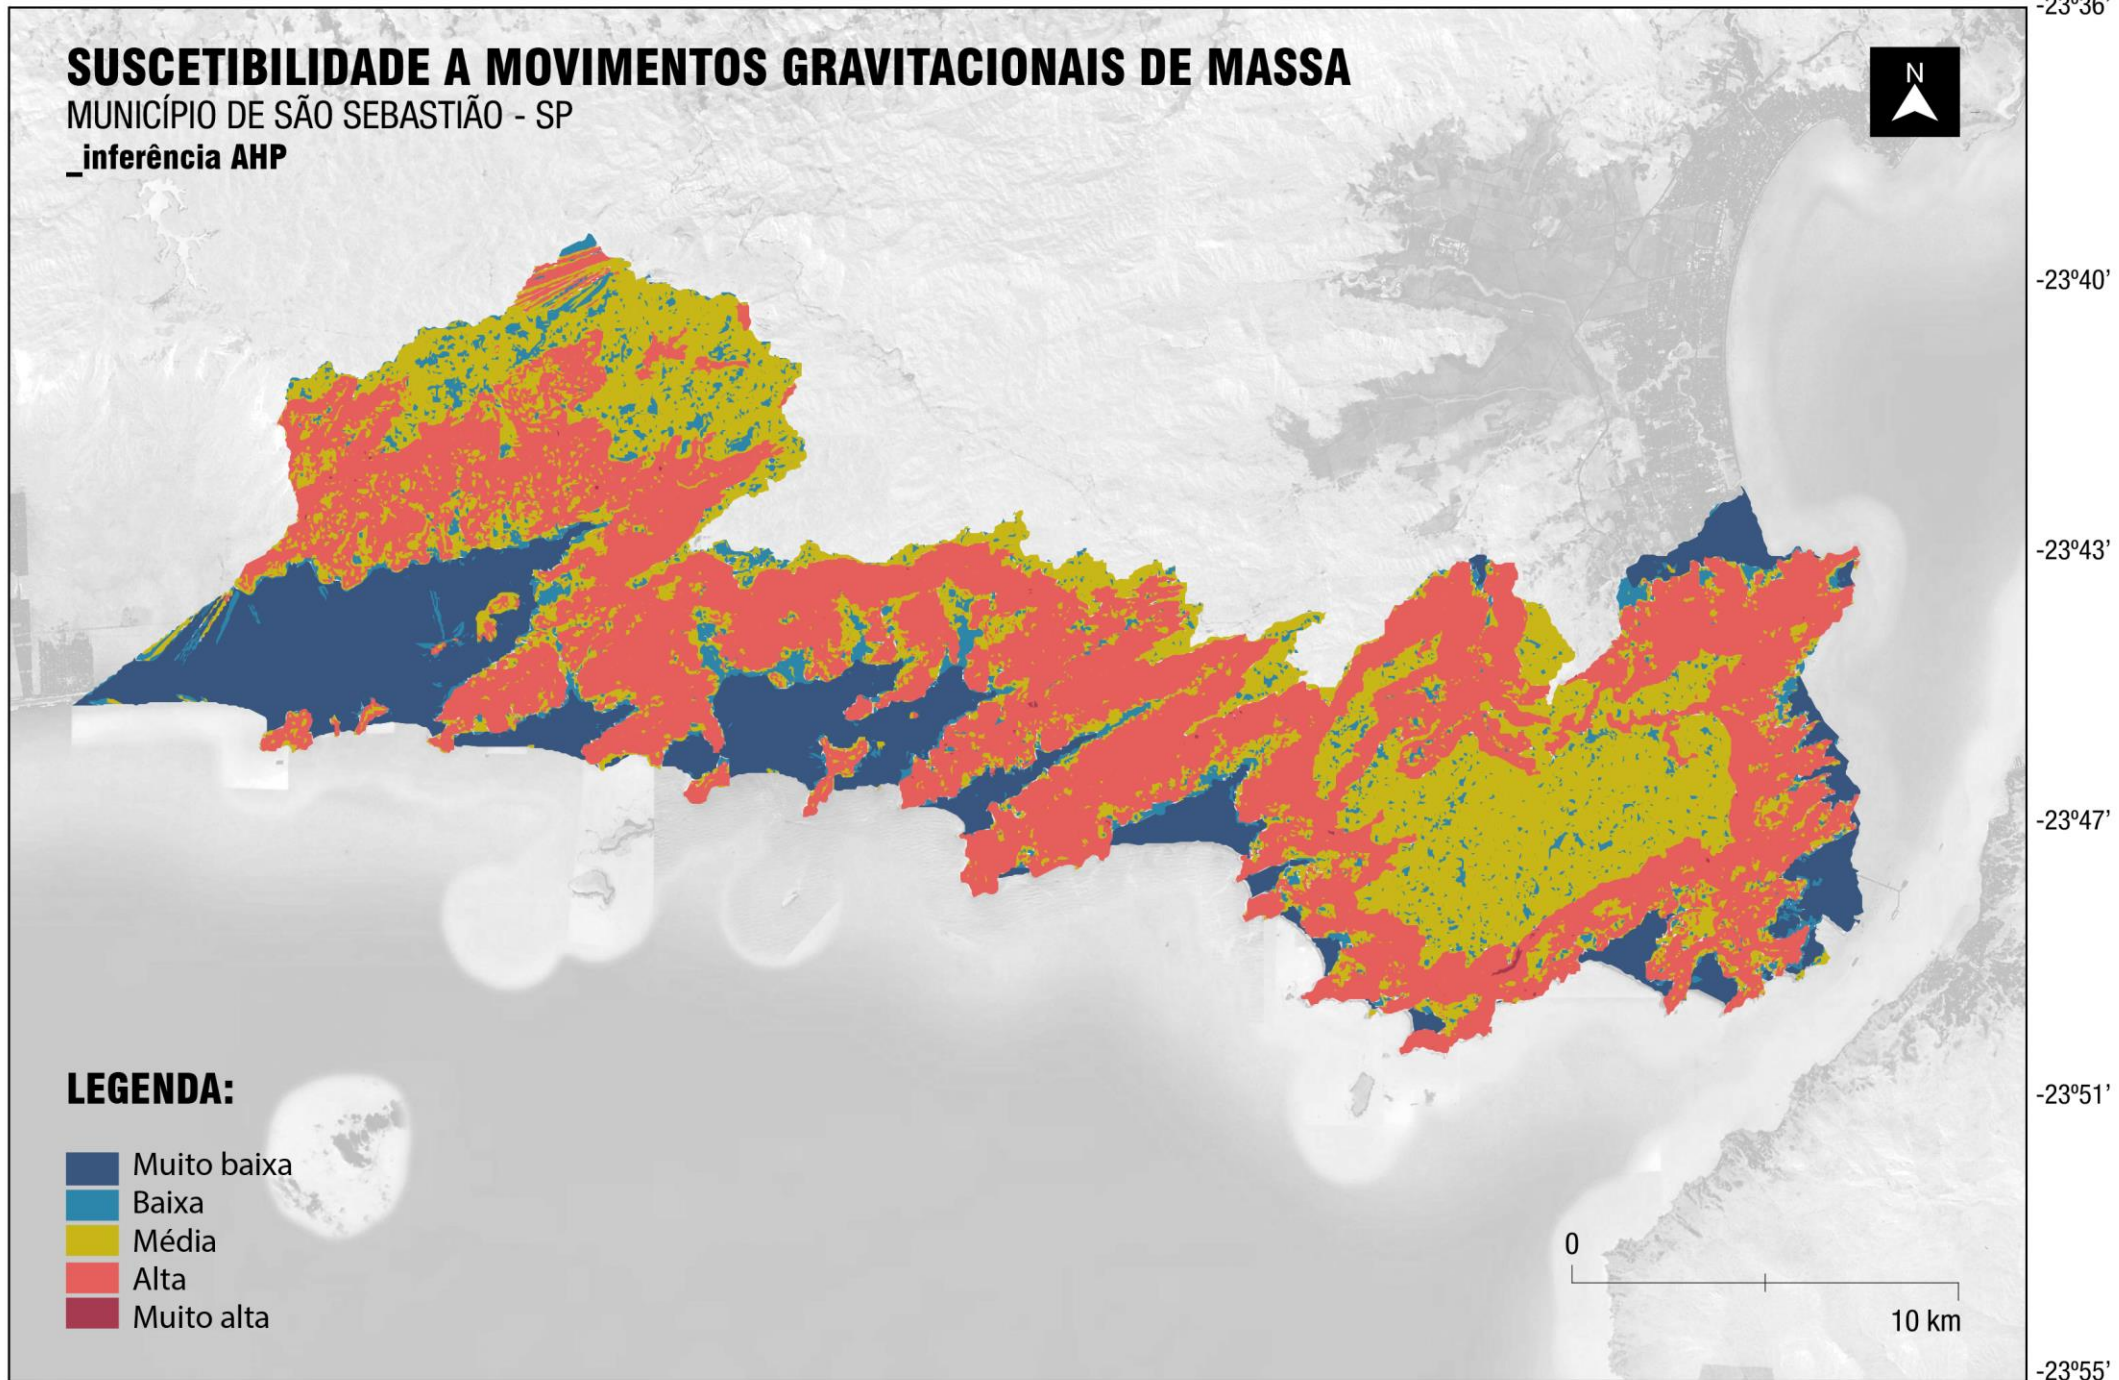 SUSCETIBILIDADE A MOVIMENTOS GRAVITACIONAIS DE MASSA
MUNICÍPIO DE SÃO SEBASTIÃO - SP
_inferência AHP
N
-23º36'
-23º40'
-23º43'
-23º47'
-23º51'
-23º55'
LEGENDA:
Muito baixa
Baixa
Média
Alta
Muito alta
0
10 km